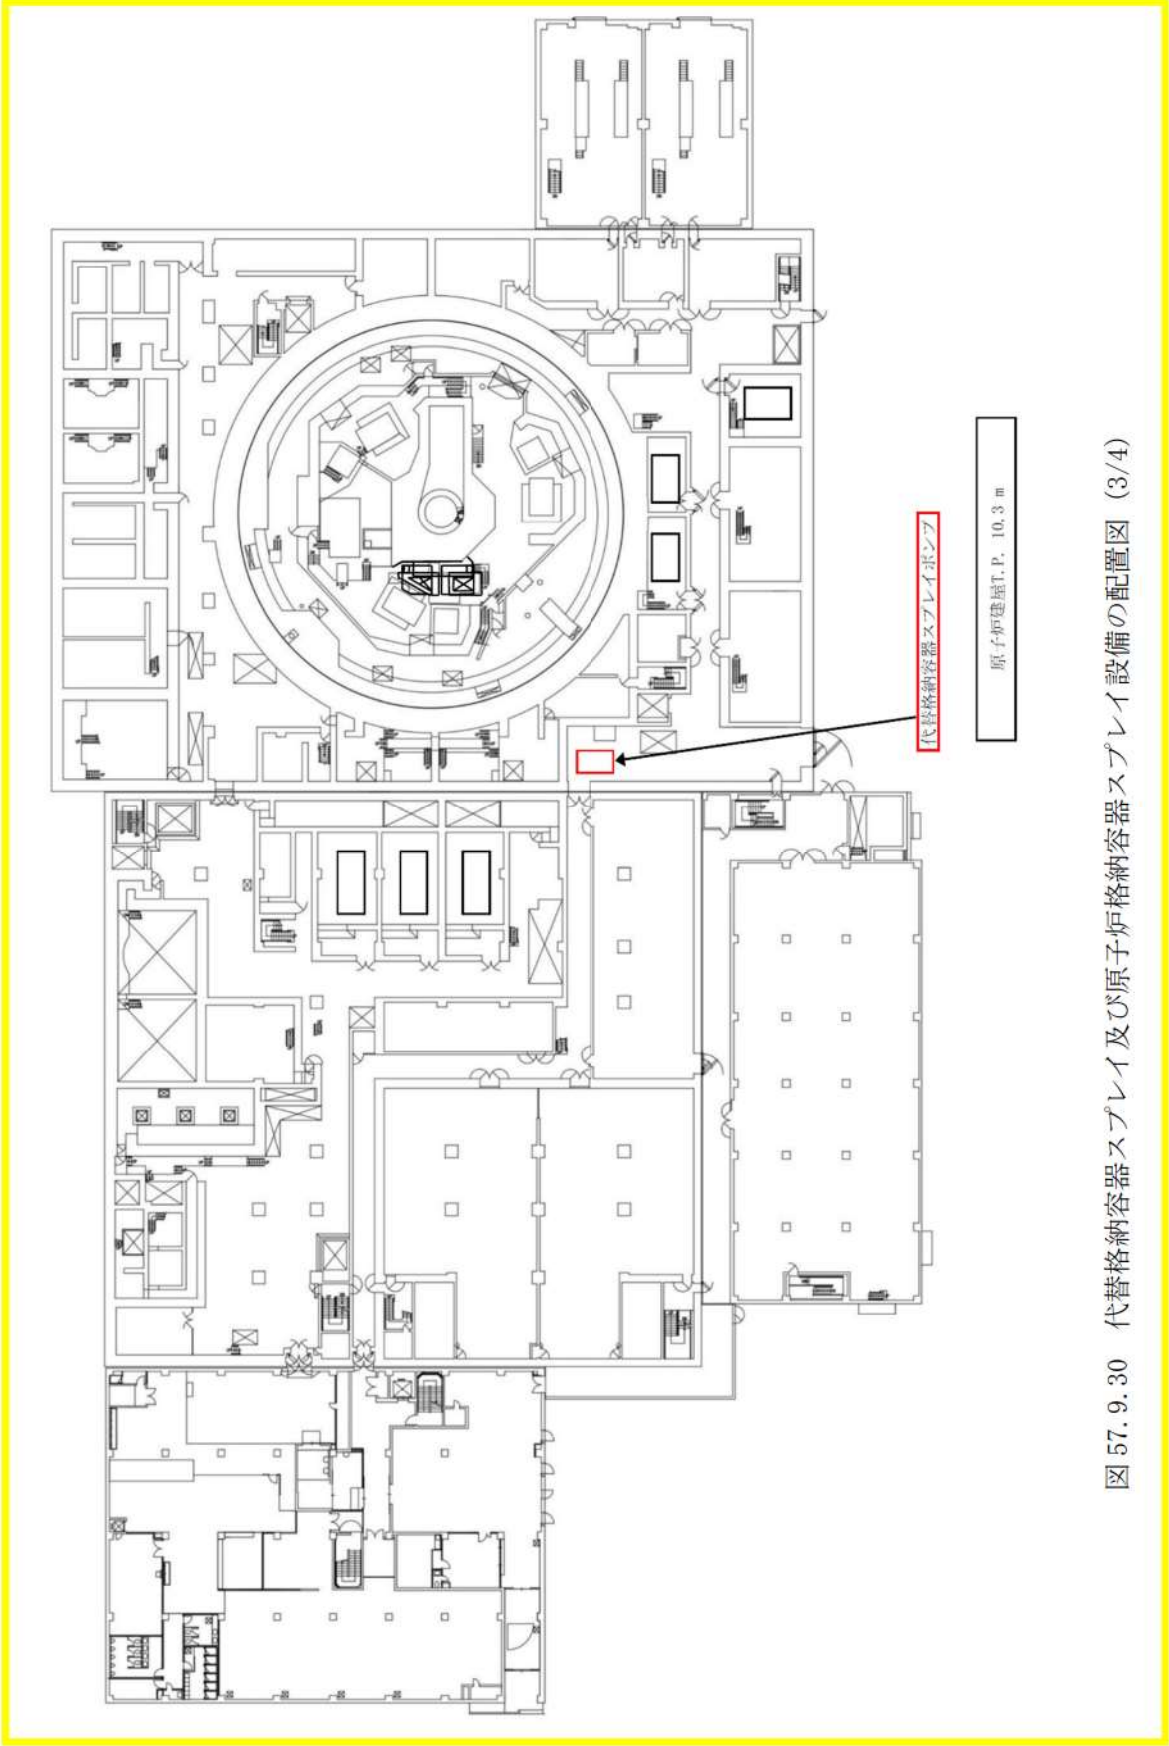 代替格納容器スプレイポンプ
原子炉建屋T.P. 10.3 m
図 57.9.30 代替格納容器スプレイ及び原子炉格納容器スプレイ設備の配置図 (3/4)